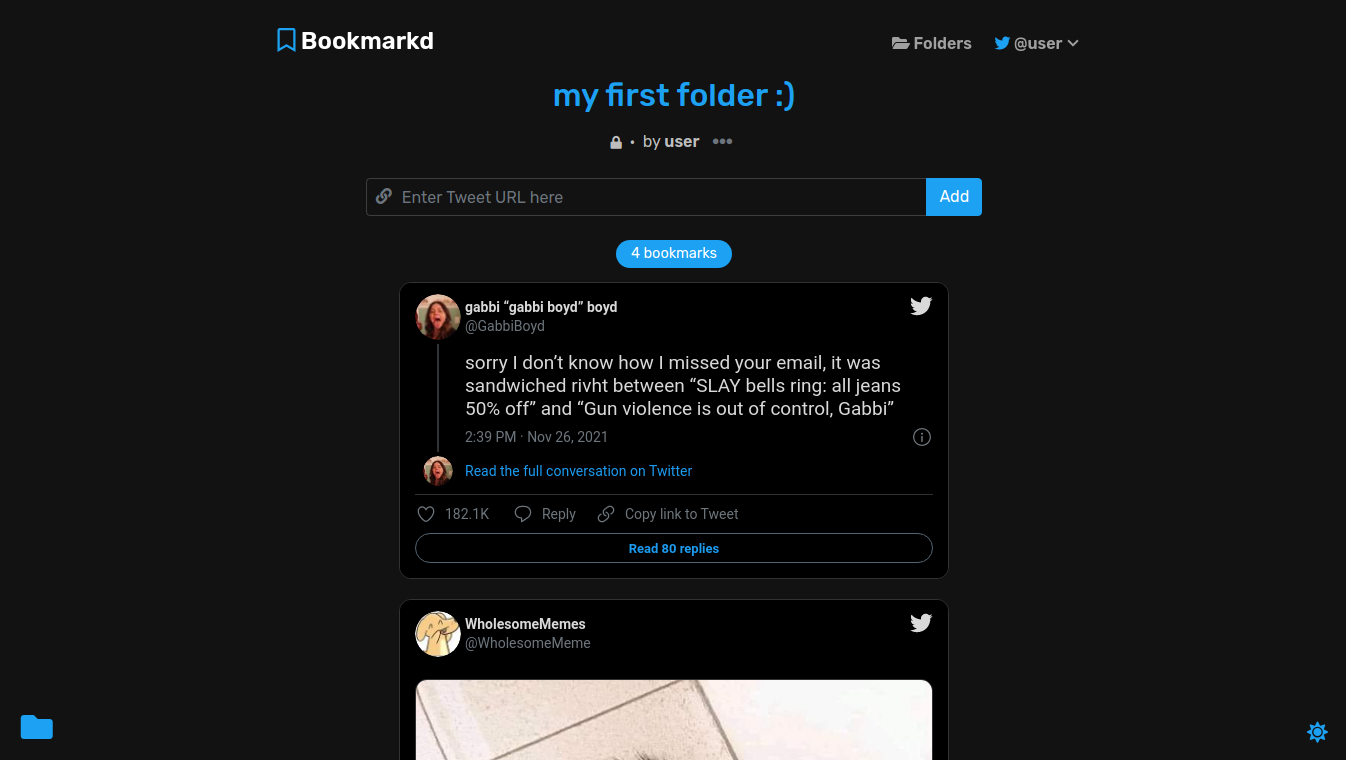 Bookmarkd
Folders
@user
my first folder :)
• by user •••
Enter Tweet URL here
Add
4 bookmarks
gabbi “gabbi boyd” boyd
@GabbiBoyd
sorry I don’t know how I missed your email, it was
sandwiched rivht between “SLAY bells ring: all jeans
50% off” and “Gun violence is out of control, Gabbi”
2:39 PM · Nov 26, 2021
Read the full conversation on Twitter
182.1K Reply Copy link to Tweet
Read 80 replies
WholesomeMemes
@WholesomeMeme